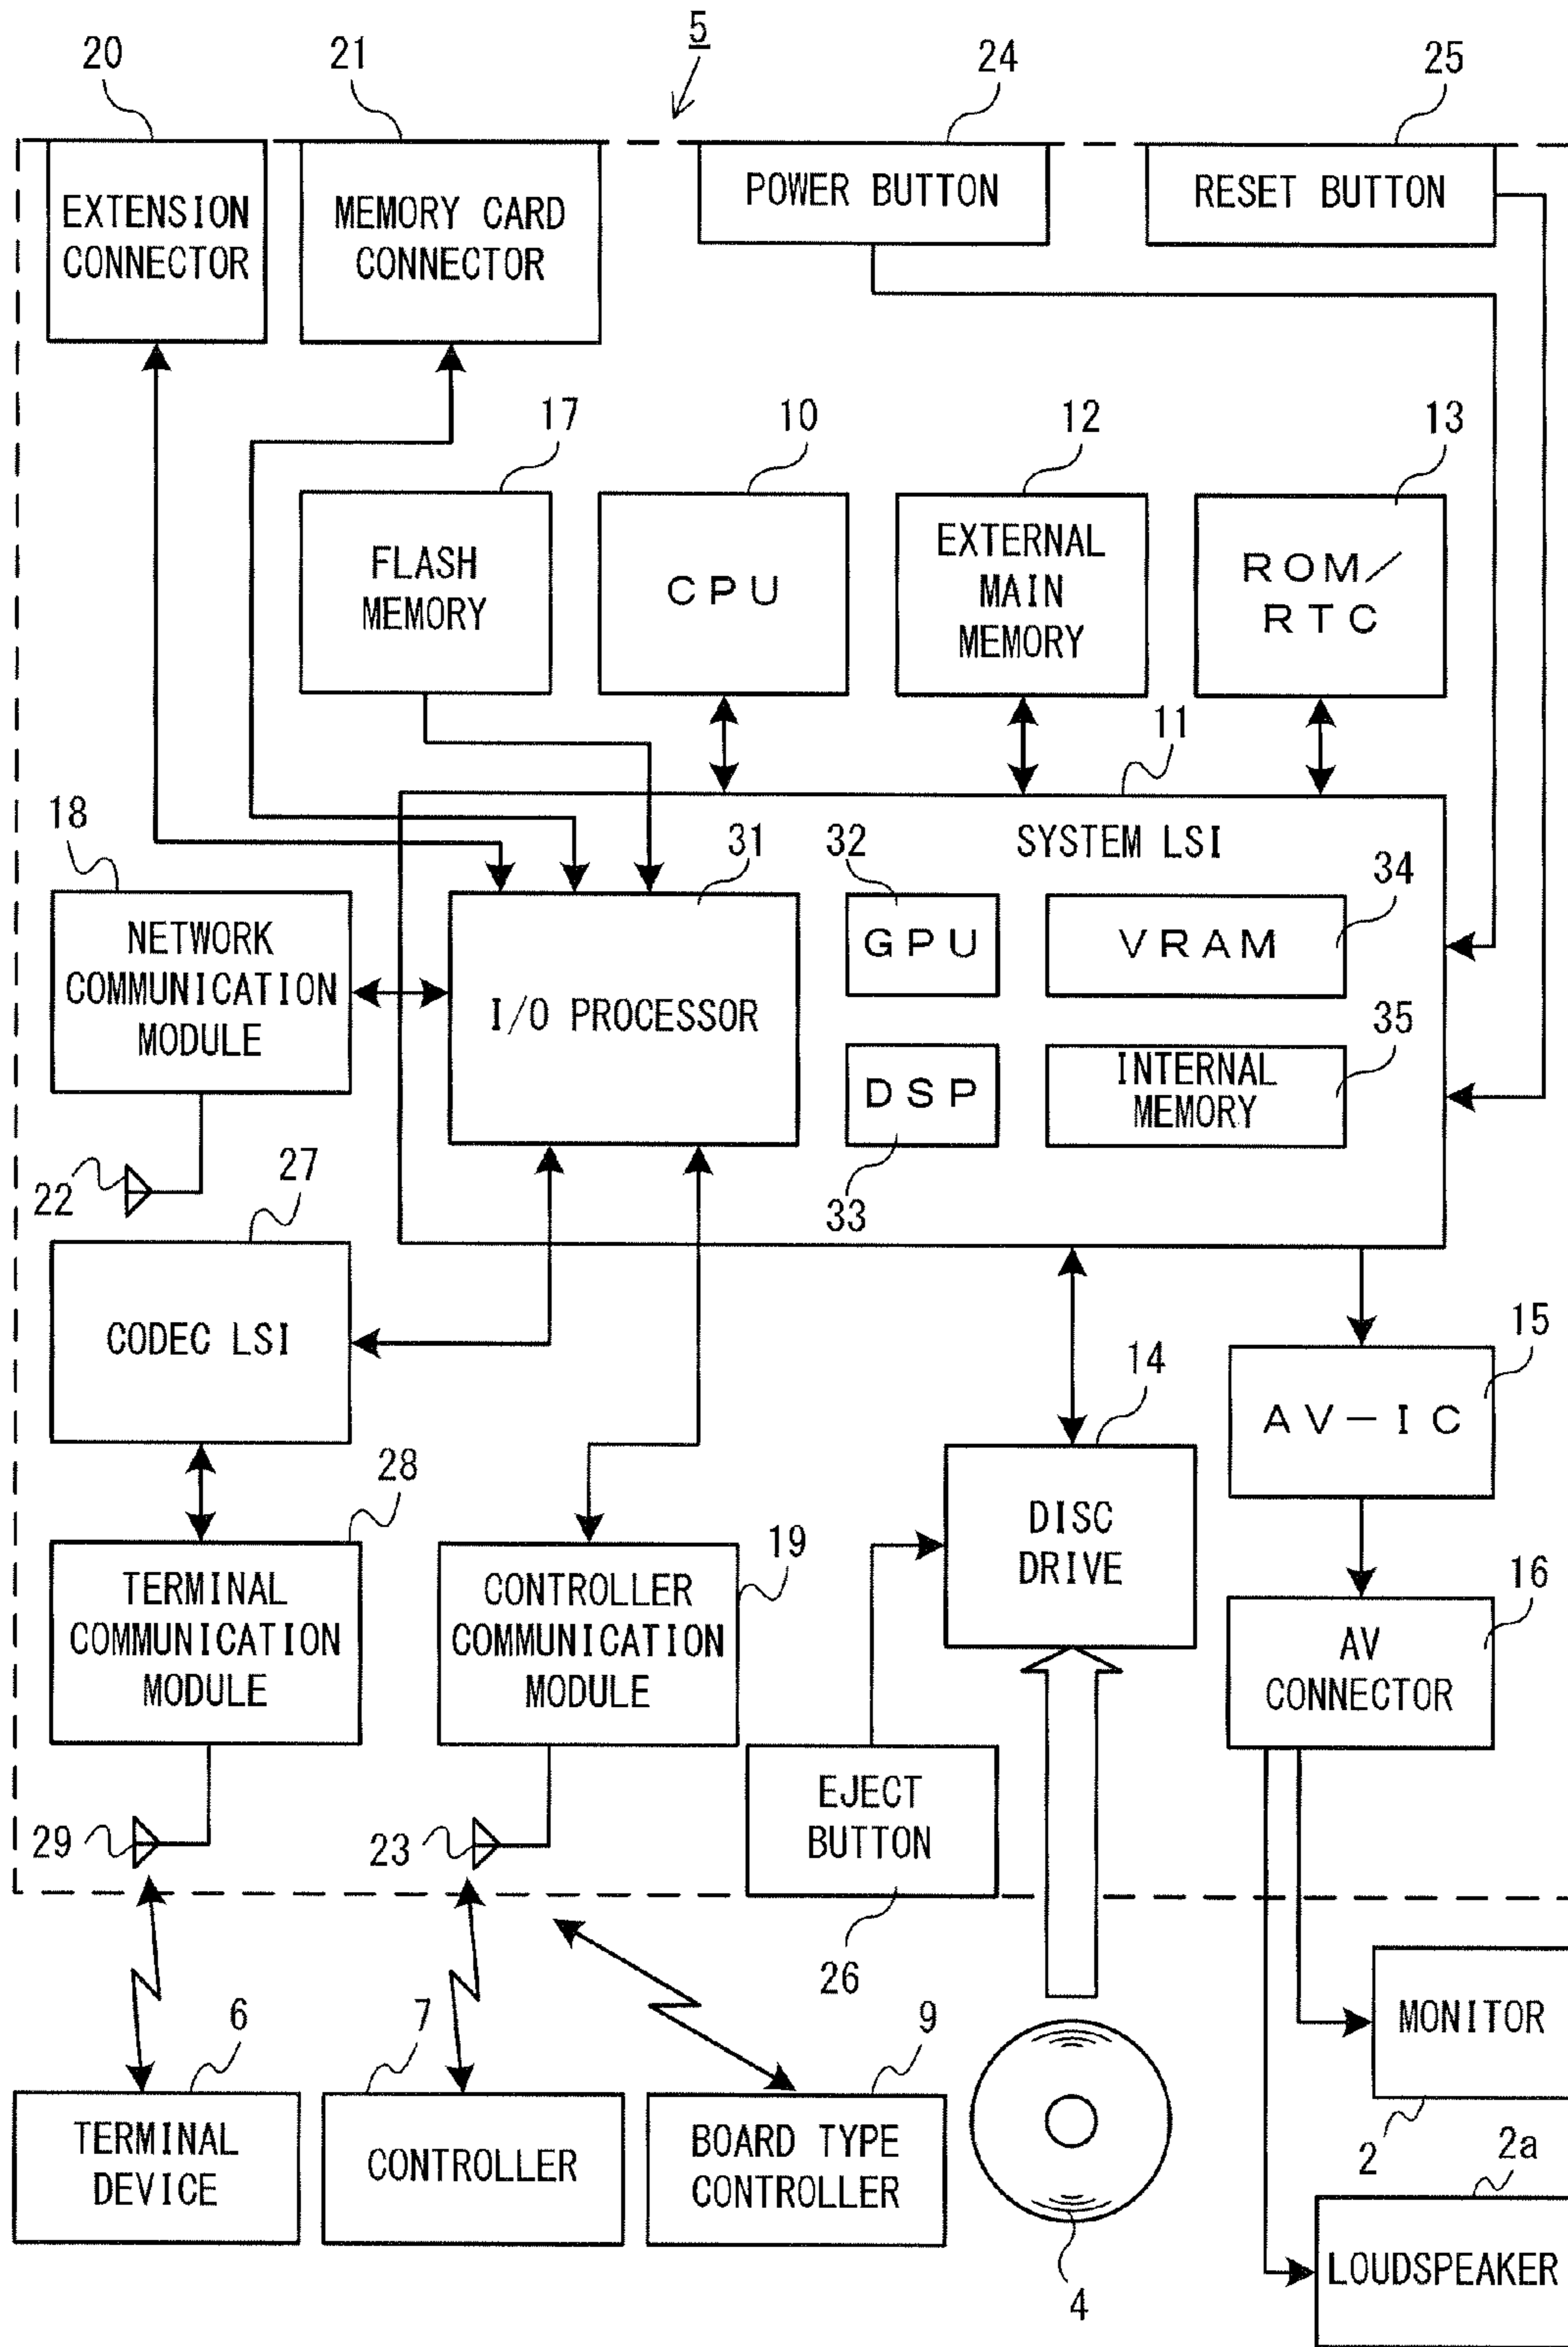 5
20
21
24
25
EXTENSION
CONNECTOR
MEMORY CARD
CONNECTOR
POWER BUTTON
RESET BUTTON
17
10
12
13
FLASH
MEMORY
CPU
EXTERNAL
MAIN
MEMORY
ROM/
RTC
11
18
31
32
SYSTEM LSI
34
NETWORK
COMMUNICATION
MODULE
I/O PROCESSOR
GPU
VRAM
35
DSP
INTERNAL
MEMORY
22
27
33
CODEC LSI
14
15
AV-IC
28
19
DISC
DRIVE
16
TERMINAL
COMMUNICATION
MODULE
CONTROLLER
COMMUNICATION
MODULE
AV
CONNECTOR
29
23
EJECT
BUTTON
26
6
7
9
MONITOR
2
TERMINAL
DEVICE
CONTROLLER
BOARD TYPE
CONTROLLER
4
2a
LOUDSPEAKER